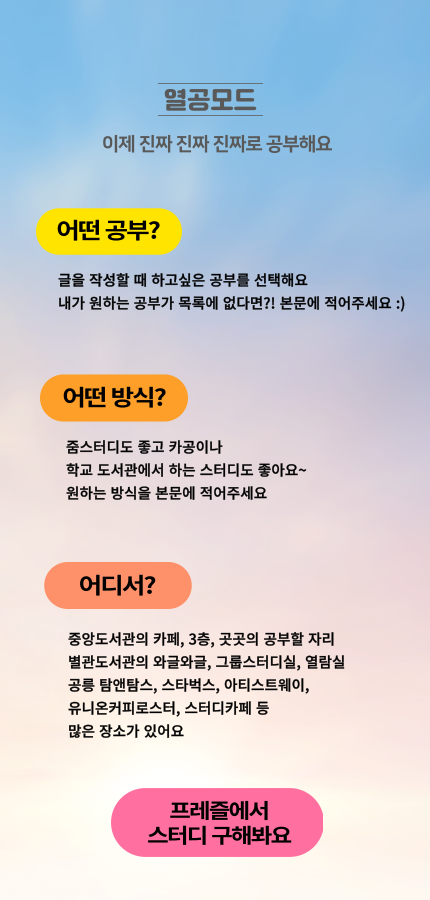 열공모드
이제 진짜 진짜 진짜로 공부해요
어떤 공부?
글을 작성할 때 하고싶은 공부를 선택해요
내가 원하는 공부가 목록에 없다면?! 본문에 적어주세요 :)
어떤 방식?
줌스터디도 좋고 카공이나
학교 도서관에서 하는 스터디도 좋아요~
원하는 방식을 본문에 적어주세요
어디서?
중앙도서관의 카페, 3층, 곳곳의 공부할 자리
별관도서관의 와글와글, 그룹스터디실, 열람실
공릉 탐앤탐스, 스타벅스, 아티스트웨이,
유니온커피로스터, 스터디카페 등
많은 장소가 있어요
프레즐에서
스터디 구해봐요